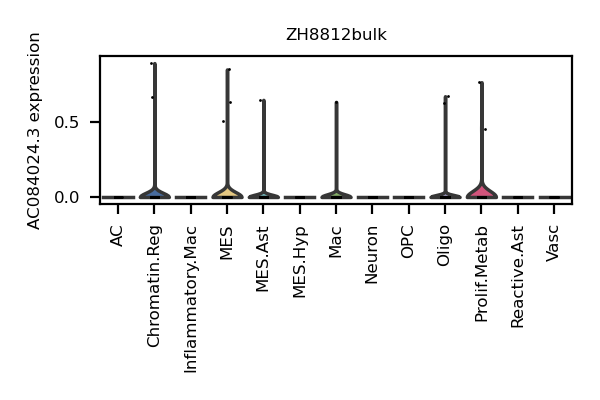 ZH8812bulk
AC084024.3 expression
0.5
0.0
AC
Chromatin.Reg
Inflammatory.Mac
MES
MES.Ast
MES.Hyp
Mac
Neuron
OPC
Oligo
Prolif.Metab
Reactive.Ast
Vasc